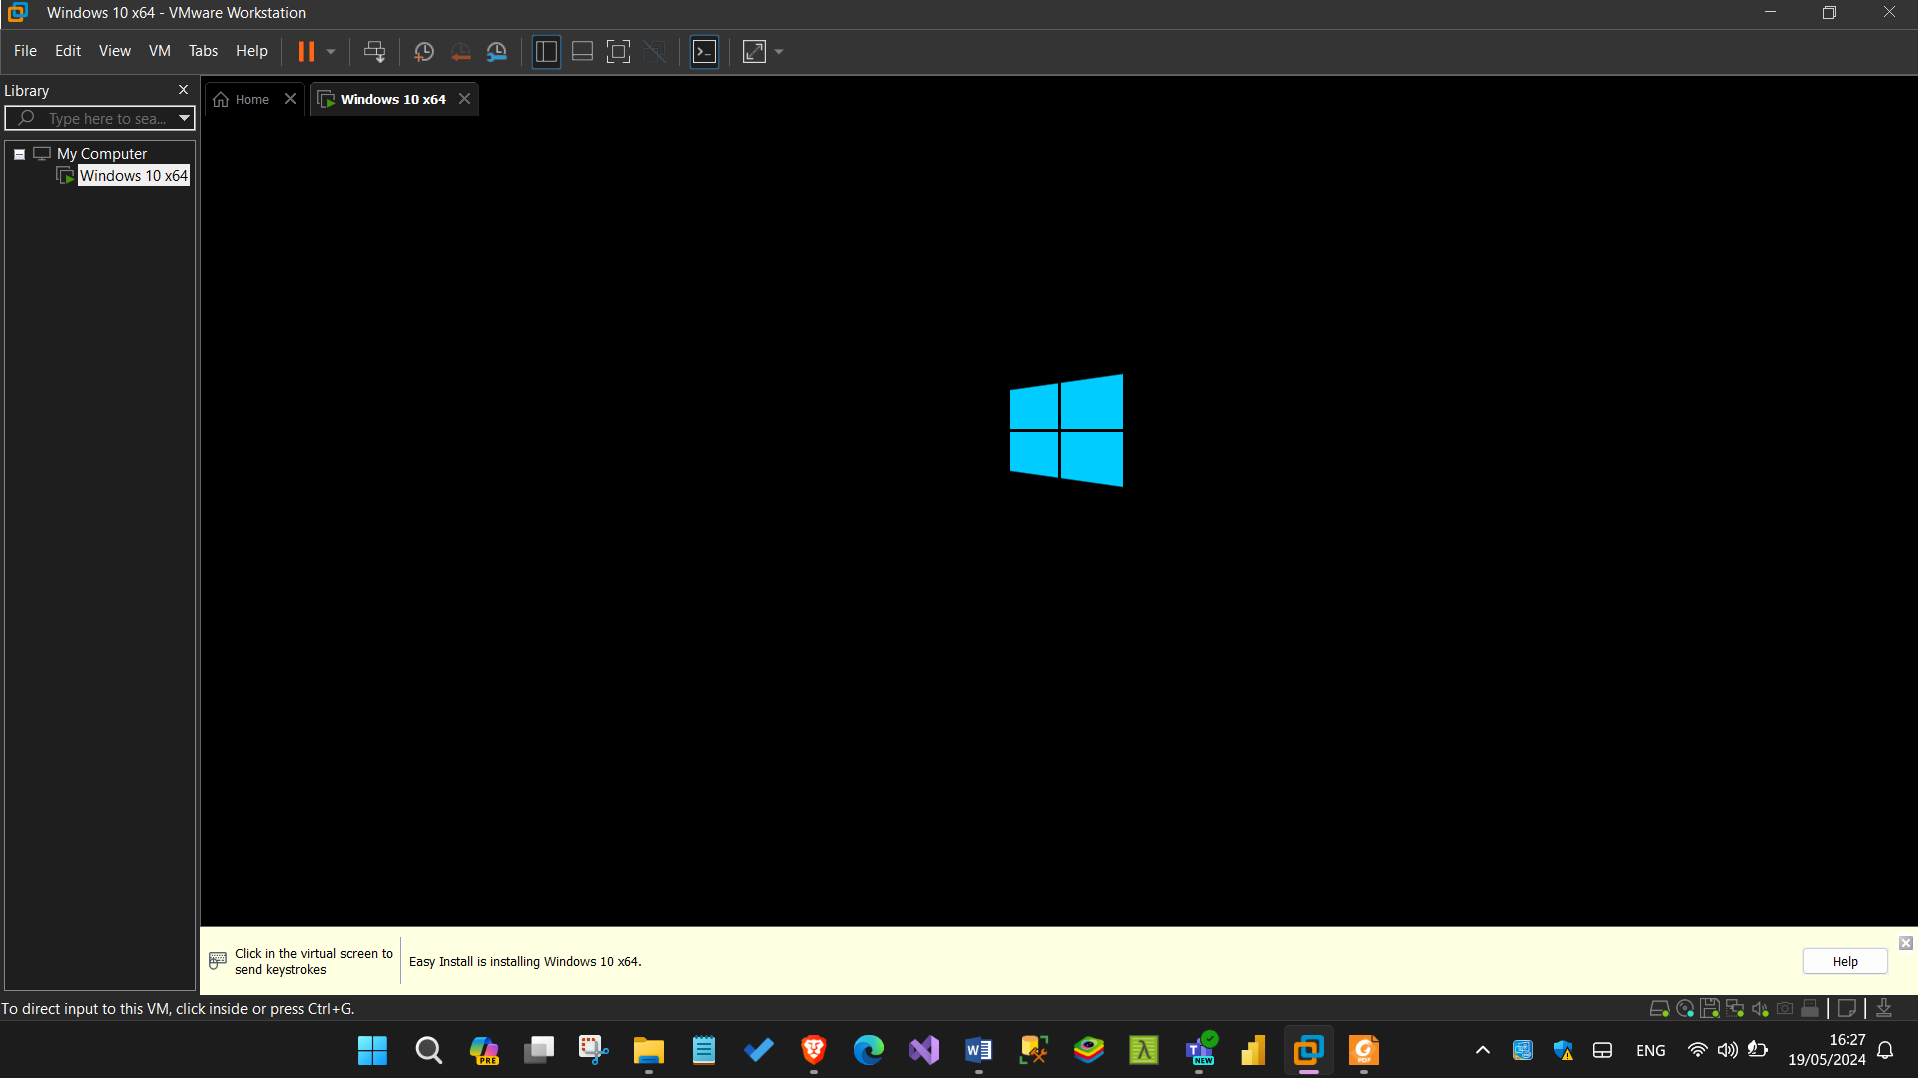 Windows 10 x64 - VMware Workstation
File Edit View VM Tabs Help
Library
Type here to sea...
My Computer
Windows 10 x64
Home
Windows 10 x64
Click in the virtual screen to
send keystrokes
Easy Install is installing Windows 10 x64.
Help
To direct input to this VM, click inside or press Ctrl+G.
PRE
NEW
PDF
ENG
16:27
19/05/2024